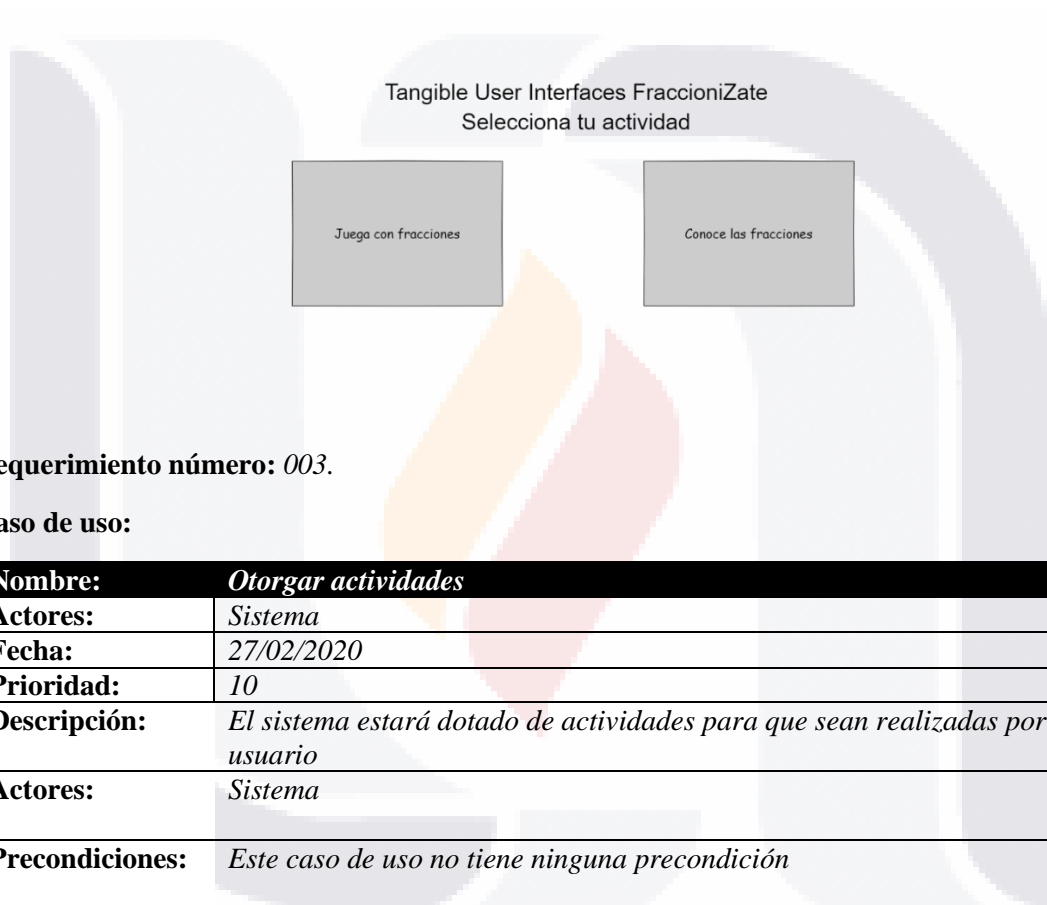 Tangible User Interfaces FraccioniZate
Selecciona tu actividad
Juega con fracciones Conoce las fracciones
equerimiento número: 003.
aso de uso:
Nombre: Otorgar actividades
Actores: Sistema
Fecha: 27/02/2020
Prioridad: 10
Descripción: El sistema estará dotado de actividades para que sean realizadas por
usuario
Actores: Sistema
Precondiciones: Este caso de uso no tiene ninguna precondición